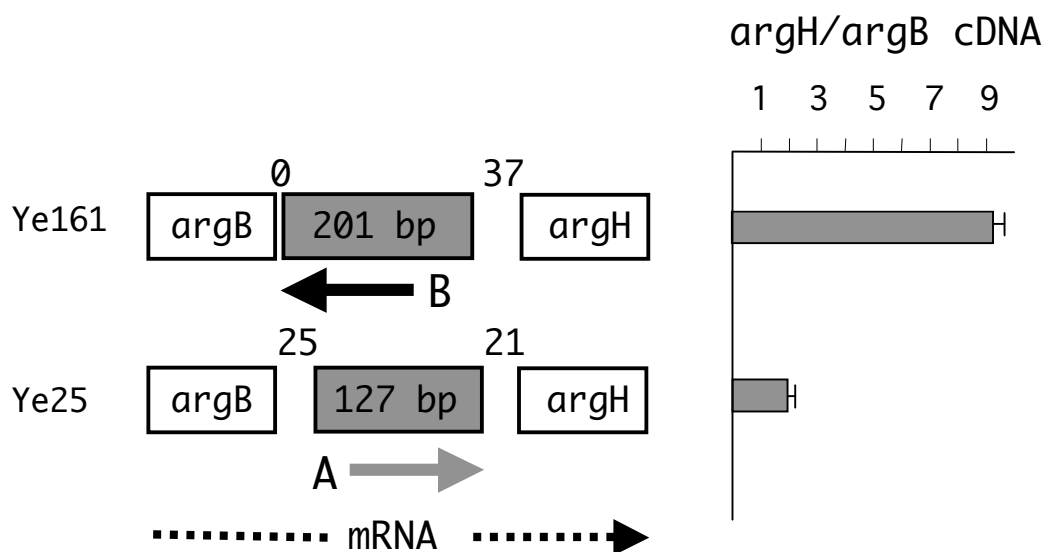 argH/argB cDNA
1 3 5 7 9
0 37
Ye161 argB 201 bp argH
B
25 21
Ye25 argB 127 bp argH
A
mRNA